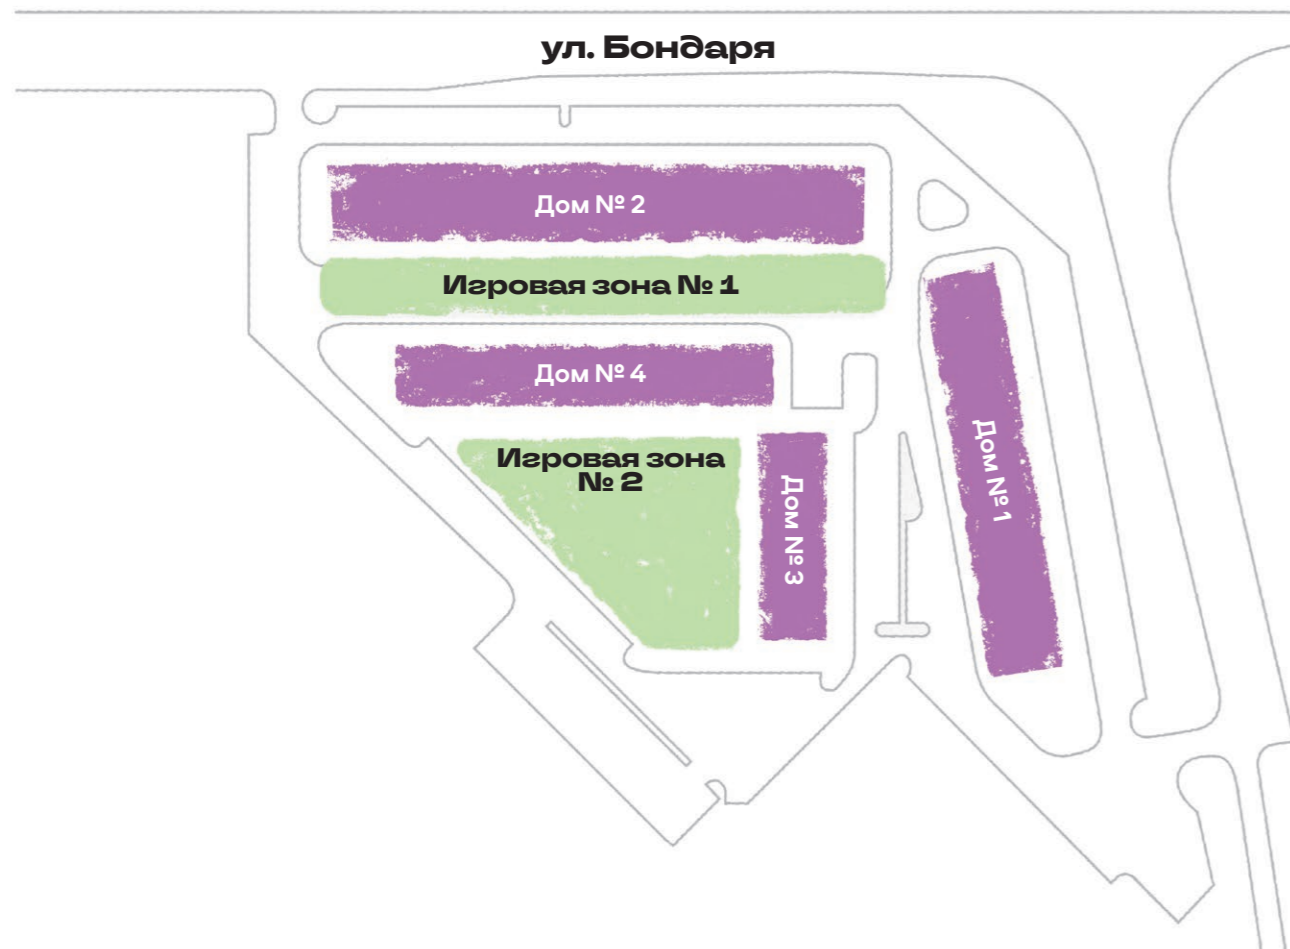 ул. Бондаря
Дом № 2
Игровая зона № 1
Дом № 4
Игровая зона
№ 2
Дом № 3
Дом № 1